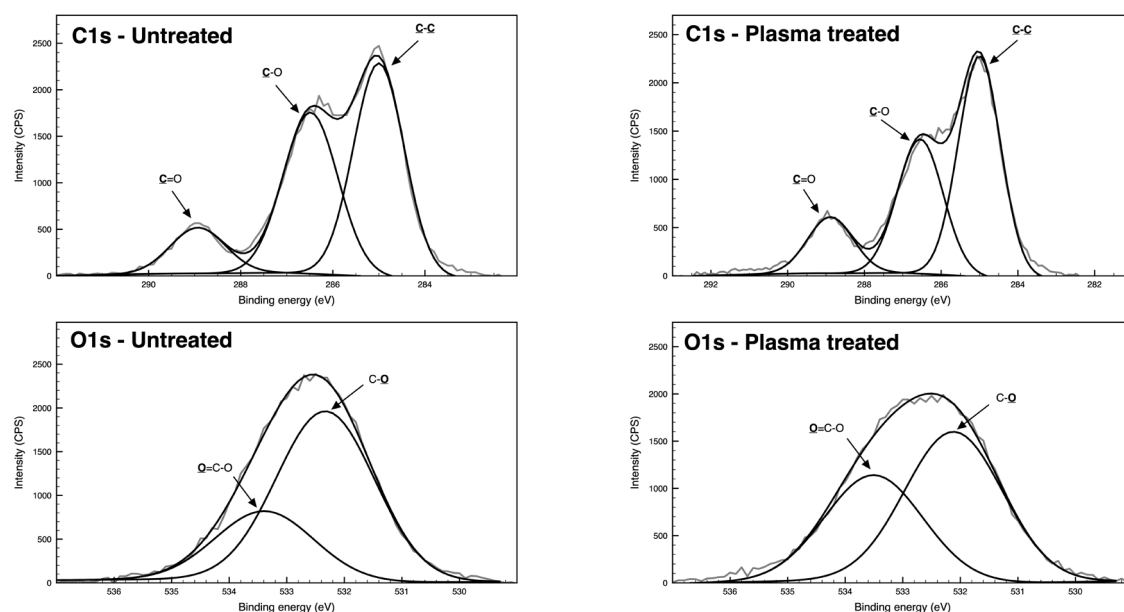 C1s - Untreated
C-C
C-O
C=O
2500
2000
1500
1000
500
0
Intensity (CPS)
290
288
286
284
Binding energy (eV)
C1s - Plasma treated
C-C
C-O
C=O
2500
2000
1500
1000
500
0
Intensity (CPS)
292
290
288
286
284
282
Binding energy (eV)
O1s - Untreated
C-O
O=C-O
2500
2000
1500
1000
500
0
Intensity (CPS)
536
535
534
533
532
531
530
Binding energy (eV)
O1s - Plasma treated
C-O
O=C-O
2500
2000
1500
1000
500
0
Intensity (CPS)
536
535
534
533
532
531
530
Binding energy (eV)